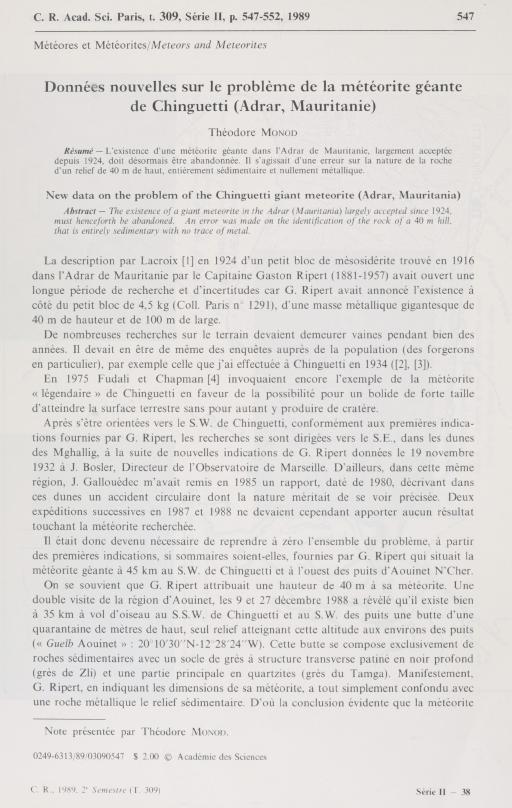 C. R. Acad. Sci. Paris, t. 309, Série II, p. 547-552, 1989
547
Météores et Météorites/Meteors and Meteorites
Données nouvelles sur le problème de la météorite géante
de Chinguetti (Adrar, Mauritanie)
Théodore MONOD
Résumé — L'existence d'une météorite géante dans l'Adrar de Mauritanie, largement acceptée
depuis 1924, doit désormais être abandonnée. Il s'agissait d'une erreur sur la nature de la roche
d'un relief de 40 m de haut, entièrement sédimentaire et nullement métallique.
New data on the problem of the Chinguetti giant meteorite (Adrar, Mauritania)
Abstract — The existence of a giant meteorite in the Adrar (Mauritania) largely accepted since 1924,
must henceforth be abandoned. An error was made on the identification of the rock of a 40 m hill,
that is entirely sedimentary with no trace of metal.
La description par Lacroix [1] en 1924 d'un petit bloc de mésosidérite trouvé en 1916
dans l'Adrar de Mauritanie par le Capitaine Gaston Ripert (1881-1957) avait ouvert une
longue période de recherche et d'incertitudes car G. Ripert avait annoncé l'existence à
côté du petit bloc de 4,5 kg (Coll. Paris n° 1291), d'une masse métallique gigantesque de
40 m de hauteur et de 100 m de large.
De nombreuses recherches sur le terrain devaient demeurer vaines pendant bien des
années. Il devait en être de même des enquêtes auprès de la population (des forgerons
en particulier), par exemple celle que j'ai effectuée à Chinguetti en 1934 ([2], [3]).
En 1975 Fudali et Chapman [4] invoquaient encore l'exemple de la météorite
« légendaire » de Chinguetti en faveur de la possibilité pour un bolide de forte taille
d'atteindre la surface terrestre sans pour autant y produire de cratère.
Après s'être orientées vers le S.W. de Chinguetti, conformément aux premières indica-
tions fournies par G. Ripert, les recherches se sont dirigées vers le S.E., dans les dunes
des Mghallig, à la suite de nouvelles indications de G. Ripert données le 19 novembre
1932 à J. Bosler, Directeur de l'Observatoire de Marseille. D'ailleurs, dans cette même
région, J. Gallouédec m'avait remis en 1985 un rapport, daté de 1980, décrivant dans
ces dunes un accident circulaire dont la nature méritait de se voir précisée. Deux
expéditions successives en 1987 et 1988 ne devaient cependant apporter aucun résultat
touchant la météorite recherchée.
Il était donc devenu nécessaire de reprendre à zéro l'ensemble du problème, à partir
des premières indications, si sommaires soient-elles, fournies par G. Ripert qui situait la
météorite géante à 45 km au S.W. de Chinguetti et à l'ouest des puits d'Aouinet N'Cher.
On se souvient que G. Ripert attribuait une hauteur de 40 m à sa météorite. Une
double visite de la région d'Aouinet, les 9 et 27 décembre 1988 a révélé qu'il existe bien
à 35 km à vol d'oiseau au S.S.W. de Chinguetti et au S.W. des puits une butte d'une
quarantaine de mètres de haut, seul relief atteignant cette altitude aux environs des puits
(« Guelb Aouinet » : 20°10'30"N-12°28'24"W). Cette butte se compose exclusivement de
roches sédimentaires avec un socle de grès à structure transverse patiné en noir profond
(grès de Zli) et une partie principale en quartzites (grès du Tamga). Manifestement,
G. Ripert, en indiquant les dimensions de sa météorite, a tout simplement confondu avec
une roche métallique le relief sédimentaire. D'où la conclusion évidente que la météorite
Note présentée par Théodore MONOD.
0249-6313/89/03090547 $ 2.00 © Académie des Sciences
C. R., 1989, 2e Semestre (T. 309)
Série II — 38